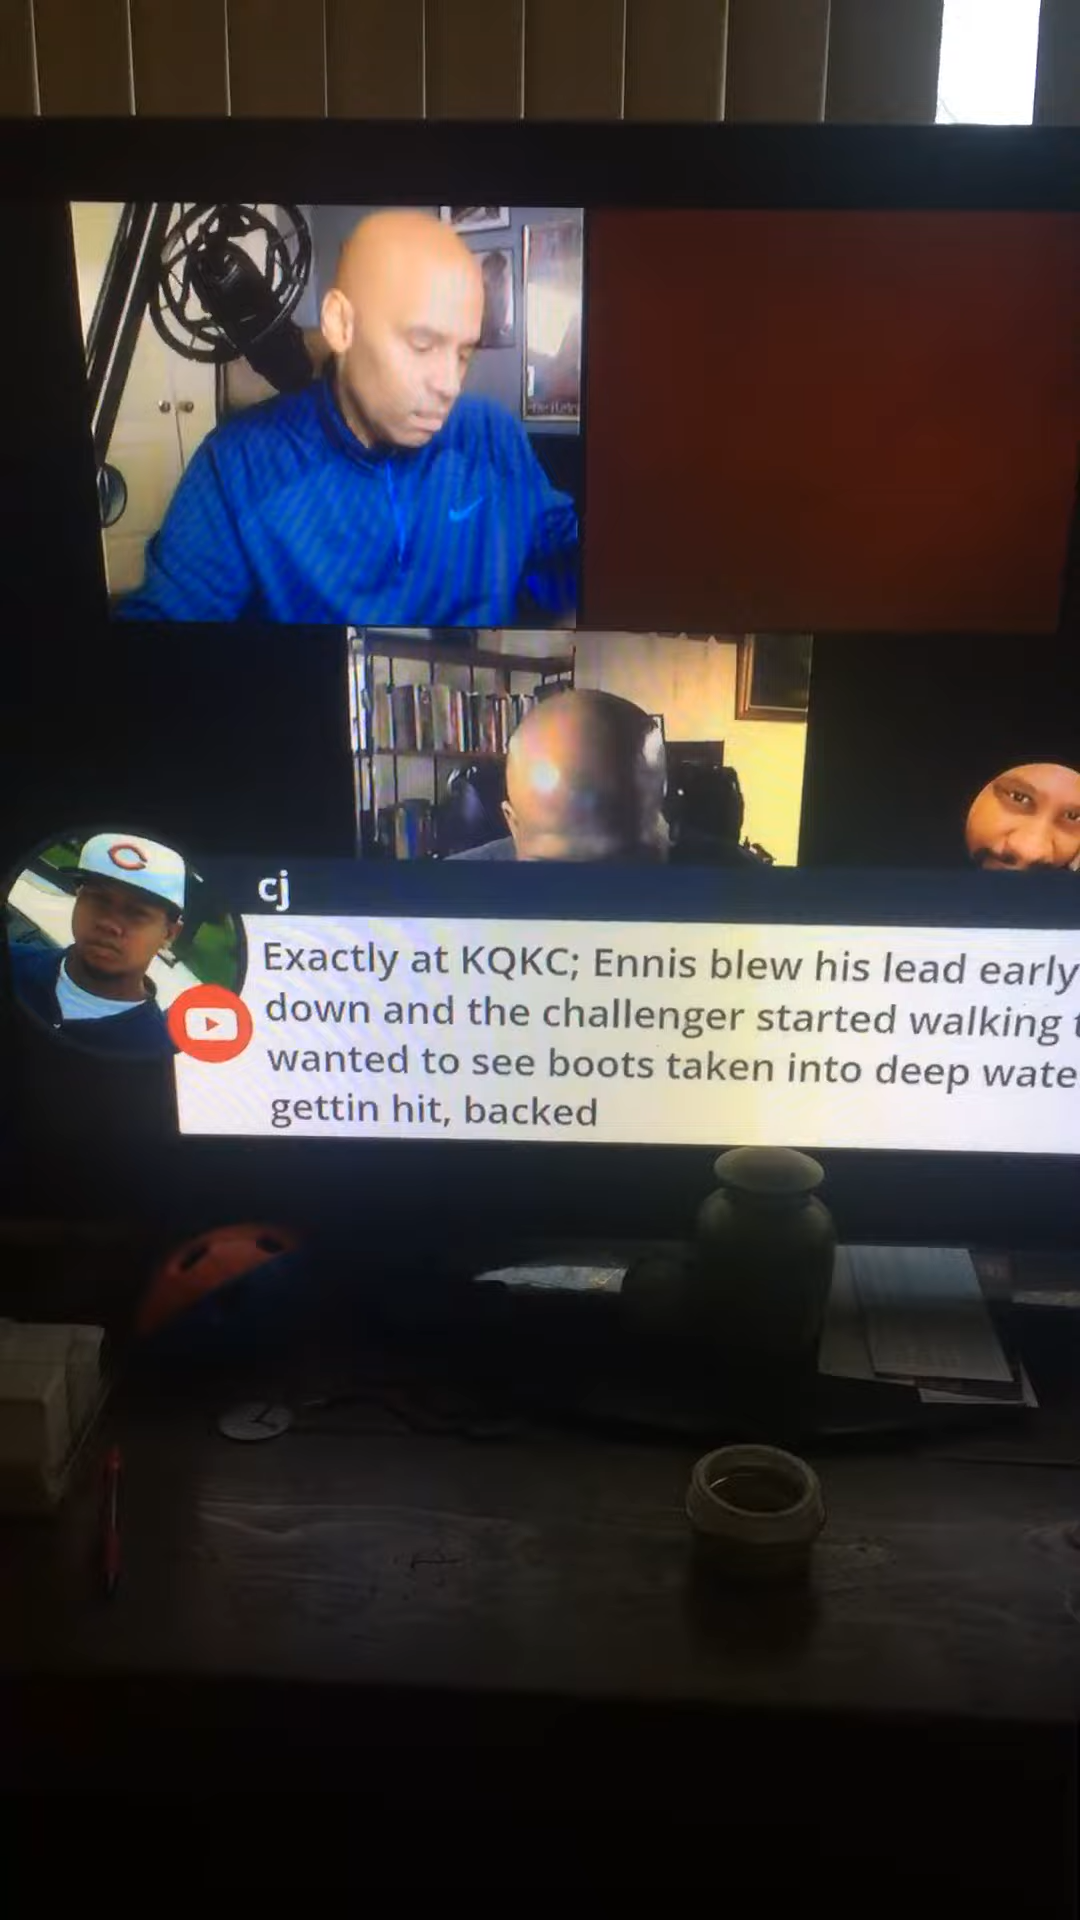 cj
Exactly at KQKC; Ennis blew his lead early
down and the challenger started walking
wanted to see boots taken into deep
gettin hit, backed